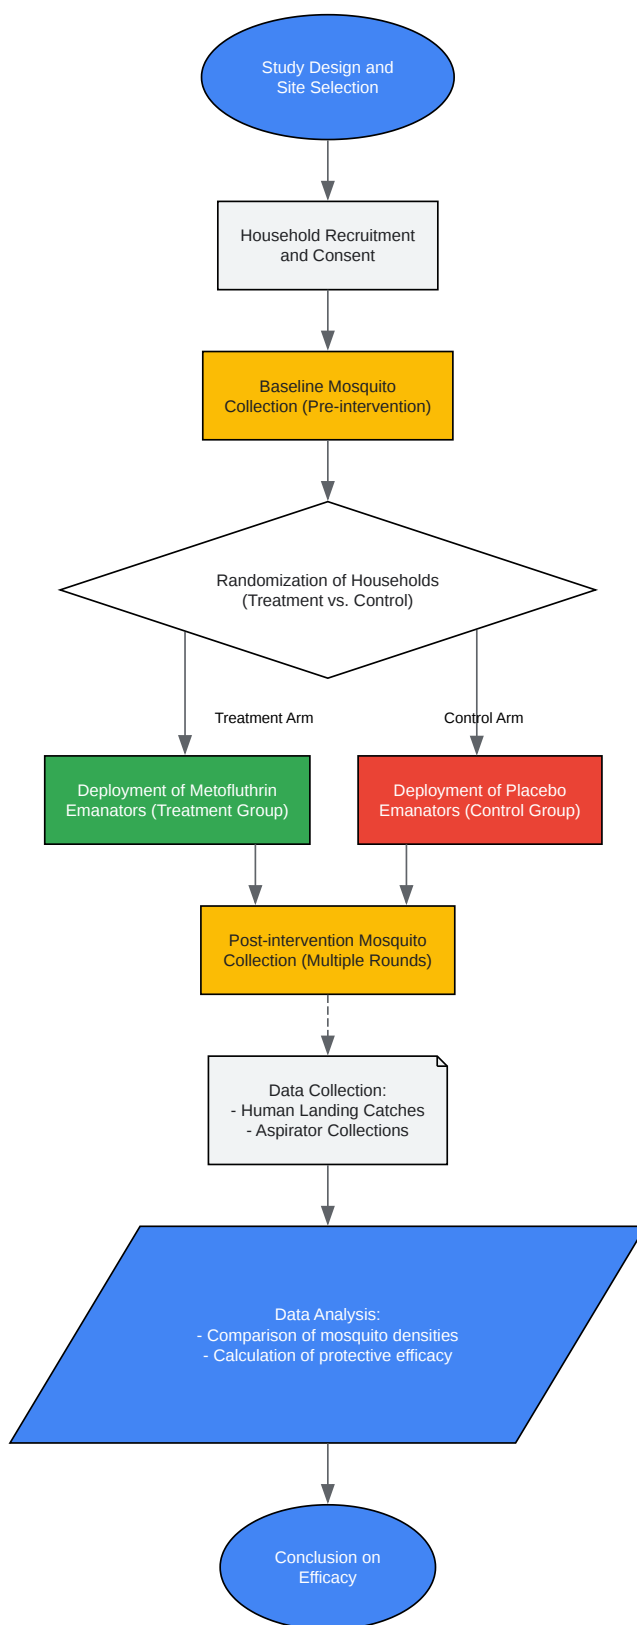 Study Design and
Site Selection
Household Recruitment
and Consent
Baseline Mosquito
Collection (Pre-intervention)
Randomization of Households
(Treatment vs. Control)
Treatment Arm
Control Arm
Deployment of Metofluthrin
Emanators (Treatment Group)
Deployment of Placebo
Emanators (Control Group)
Post-intervention Mosquito
Collection (Multiple Rounds)
Data Collection:
- Human Landing Catches
- Aspirator Collections
Data Analysis:
- Comparison of mosquito densities
- Calculation of protective efficacy
Conclusion on
Efficacy